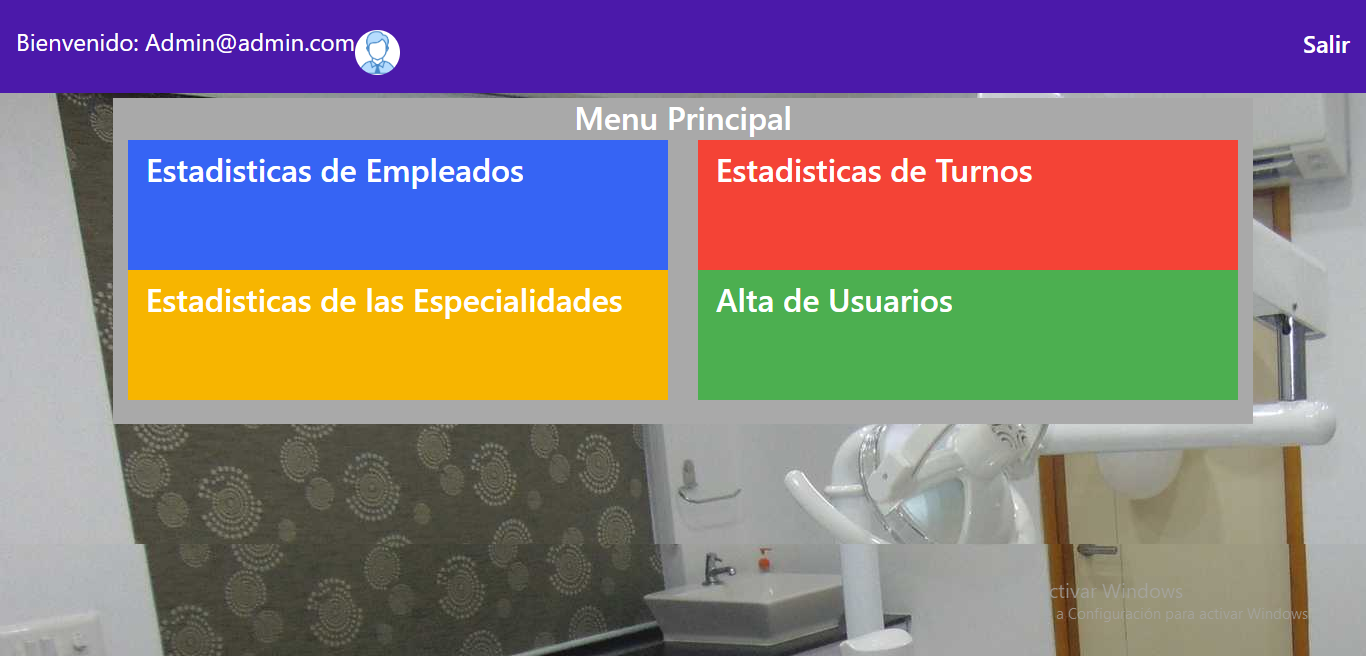 Bienvenido: Admin@admin.com
Salir
Menu Principal
Estadisticas de Empleados
Estadisticas de Turnos
Estadisticas de las Especialidades
Alta de Usuarios
ctivar Windows
a Configuración para activar Windows